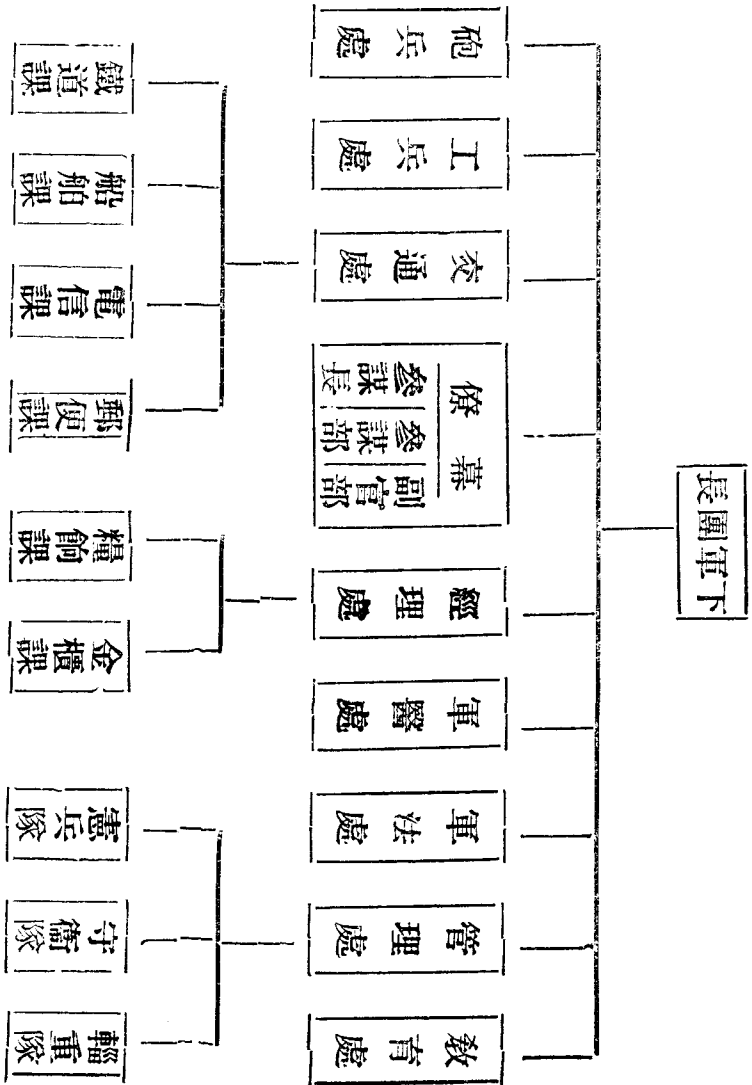 下軍團長
教育處
管理處
軍法處
軍醫處
經理處
幕僚
副官部
參謀部
參謀長
交通處
工兵處
砲兵處
輜重隊
守衛隊
憲兵隊
金櫃課
糧餉課
郵便課
電信課
船舶課
鐵道課